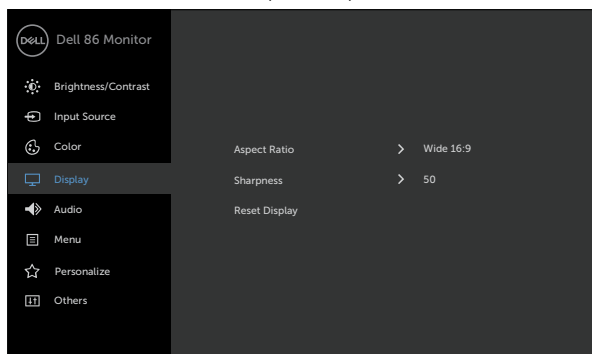 DELL Dell 86 Monitor
Brightness/Contrast
Input Source
Color
Aspect Ratio Wide 16:9
Display
Sharpness 50
Audio
Reset Display
Menu
Personalize
Others